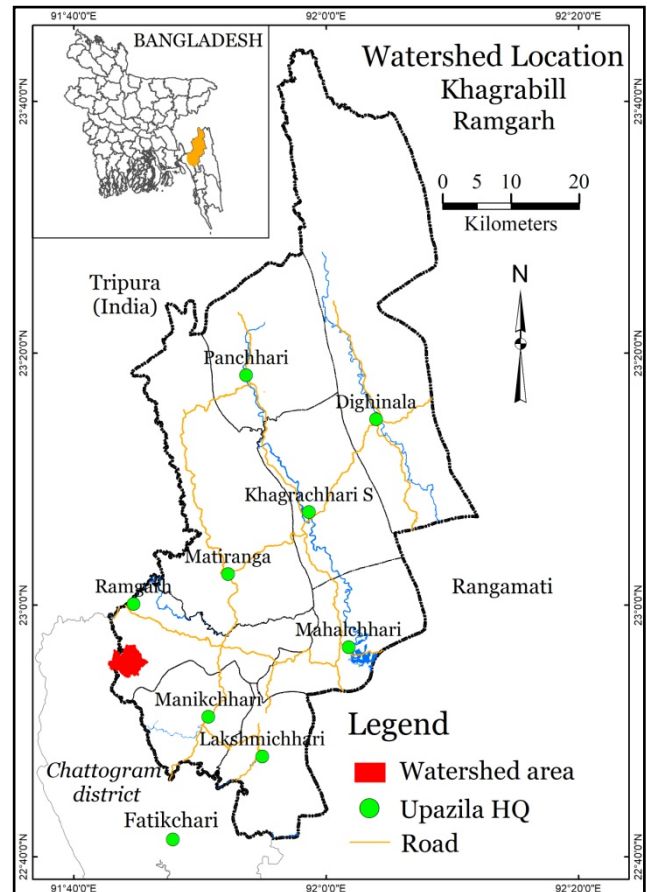 91°40'0"E
92°0'0"E
92°20'0"E
BANGLADESH
Watershed Location
Khagrabill
Ramgarh
0 5 10 20
Kilometers
N
23°40'0"N
23°40'0"N
Tripura
(India)
23°20'0"N
23°20'0"N
Panchhari
Dighinala
Khagrachhari S
Matiranga
Ramgarh
Rangamati
23°0'0"N
23°0'0"N
Mahalchhari
Manikchhari
Lakshmichhari
Chattogram
district
Fatikchari
Legend
Watershed area
Upazila HQ
Road
22°40'0"N
22°40'0"N
91°40'0"E
92°0'0"E
92°20'0"E